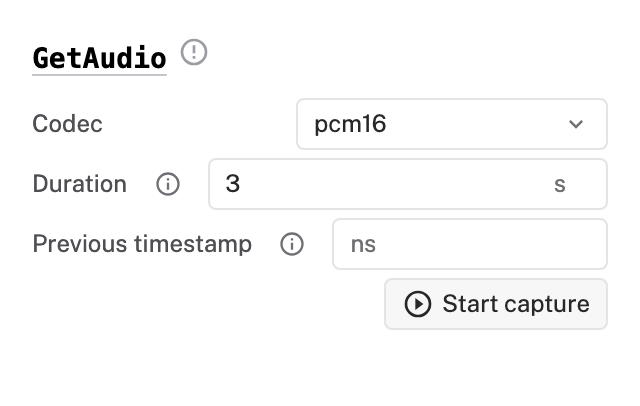 GetAudio
Codec pcm16
Duration 3 s
Previous timestamp ns
Start capture